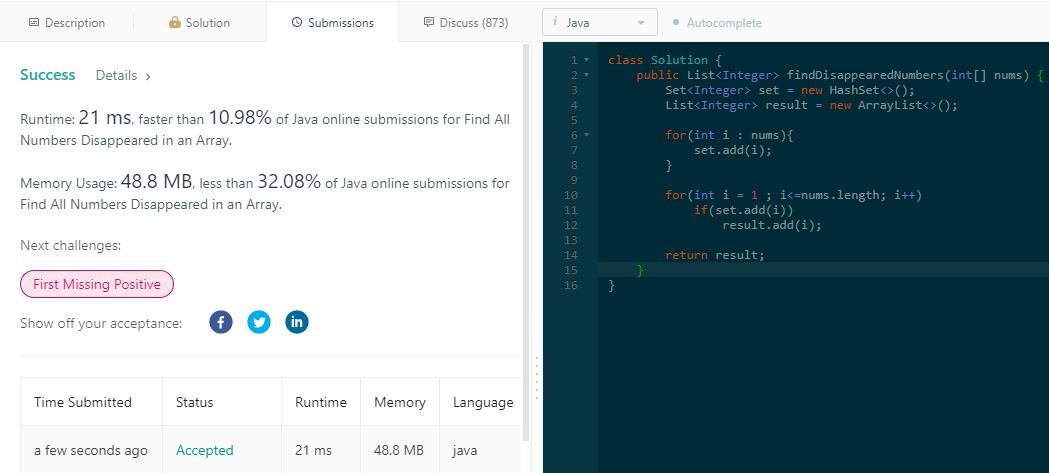 Description
Solution
Submissions
Discuss (873)
i Java
Autocomplete
Success Details >
Runtime: 21 ms, faster than 10.98% of Java online submissions for Find All
Numbers Disappeared in an Array.
Memory Usage: 48.8 MB, less than 32.08% of Java online submissions for
Find All Numbers Disappeared in an Array.
Next challenges:
First Missing Positive
Show off your acceptance:
f
in
Time Submitted Status Runtime Memory Language
a few seconds ago Accepted 21 ms 48.8 MB java
1 class Solution {
2 public List<Integer> findDisappearedNumbers(int[] nums) {
3 Set<Integer> set = new HashSet<>();
4 List<Integer> result = new ArrayList<>();
5
6 for(int i : nums){
7 set.add(i);
8 }
9
10 for(int i = 1 ; i<=nums.length; i++)
11 if(set.add(i))
12 result.add(i);
13
14 return result;
15 }
16 }